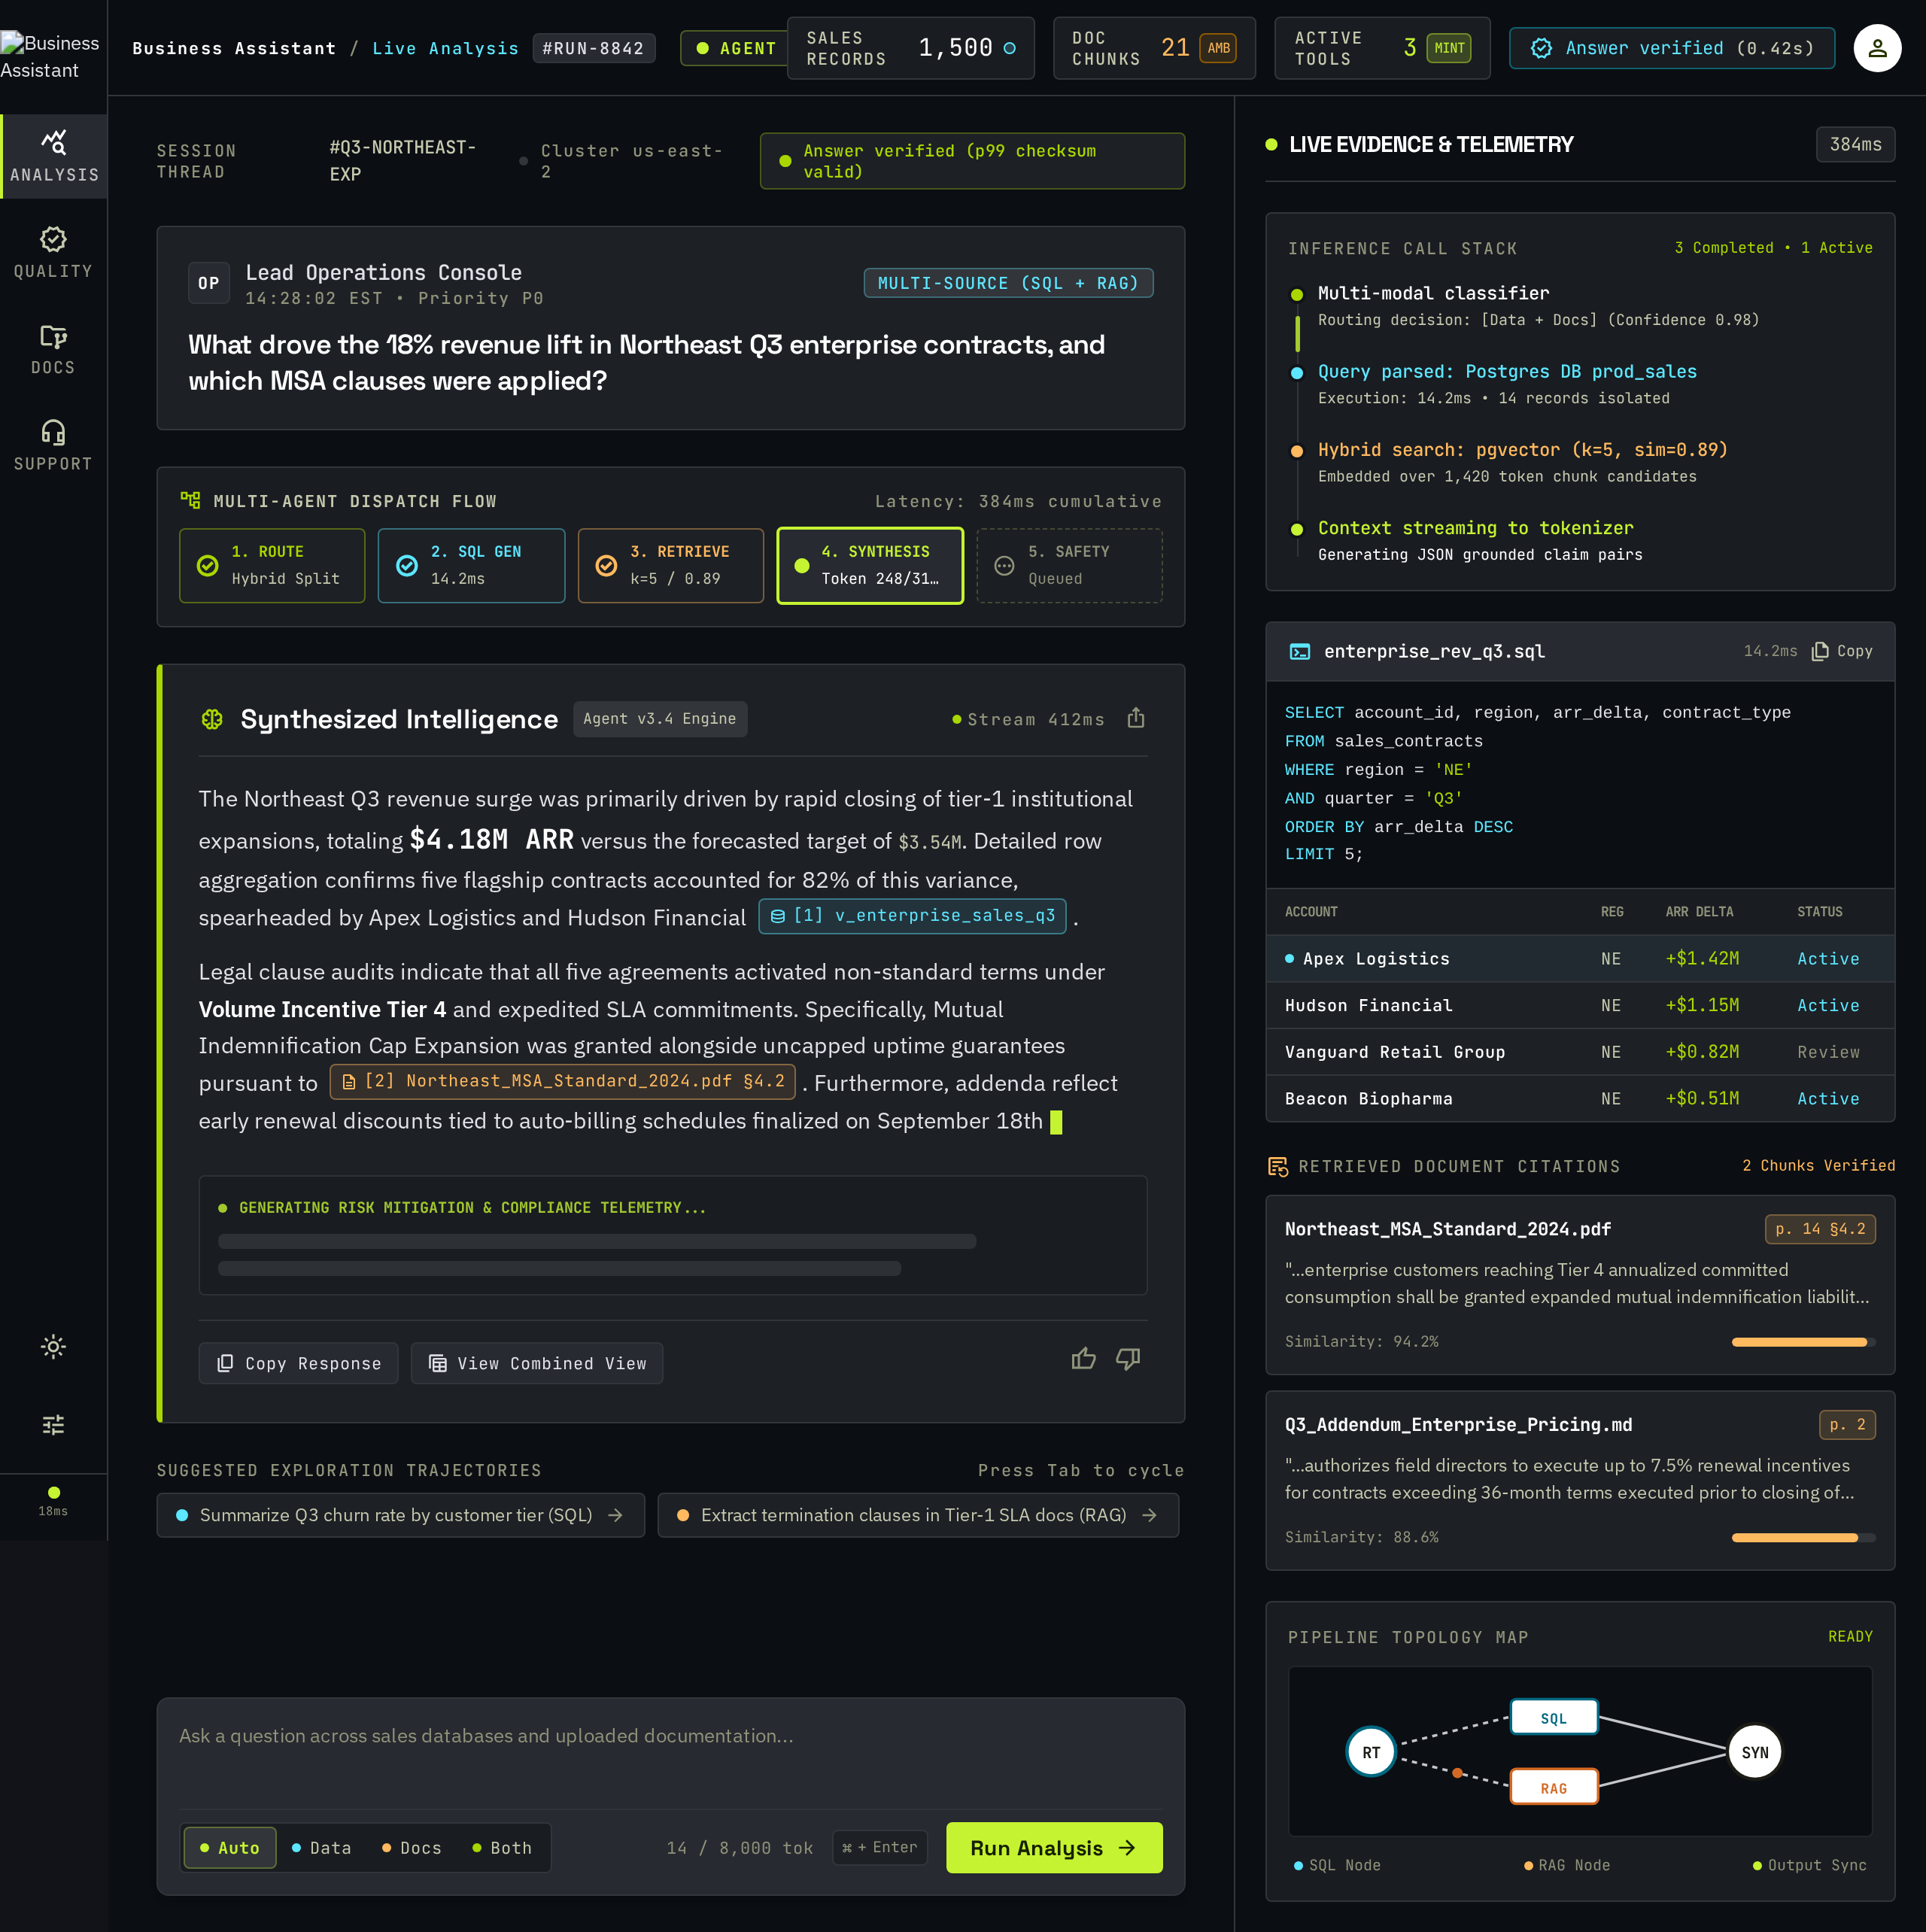 Business Assistant
ANALYSIS
QUALITY
DOCS
SUPPORT
18ms
Business Assistant / Live Analysis #RUN-8842
AGENT
SALES RECORDS 1,500
DOC CHUNKS 21 AMB
ACTIVE TOOLS 3 MINT
Answer verified (0.42s)
SESSION THREAD
#Q3-NORTHEAST-EXP
Cluster us-east-2
Answer verified (p99 checksum valid)
OP
Lead Operations Console
14:28:02 EST • Priority P0
MULTI-SOURCE (SQL + RAG)
What drove the 18% revenue lift in Northeast Q3 enterprise contracts, and
which MSA clauses were applied?
MULTI-AGENT DISPATCH FLOW
Latency: 384ms cumulative
1. ROUTE
Hybrid Split
2. SQL GEN
14.2ms
3. RETRIEVE
k=5 / 0.89
4. SYNTHESIS
Token 248/31…
5. SAFETY
Queued
Synthesized Intelligence
Agent v3.4 Engine
Stream 412ms
The Northeast Q3 revenue surge was primarily driven by rapid closing of tier-1 institutional
expansions, totaling $4.18M ARR versus the forecasted target of $3.54M. Detailed row
aggregation confirms five flagship contracts accounted for 82% of this variance,
spearheaded by Apex Logistics and Hudson Financial [1] v_enterprise_sales_q3 .
Legal clause audits indicate that all five agreements activated non-standard terms under
Volume Incentive Tier 4 and expedited SLA commitments. Specifically, Mutual
Indemnification Cap Expansion was granted alongside uncapped uptime guarantees
pursuant to [2] Northeast_MSA_Standard_2024.pdf §4.2 . Furthermore, addenda reflect
early renewal discounts tied to auto-billing schedules finalized on September 18th
GENERATING RISK MITIGATION & COMPLIANCE TELEMETRY...
Copy Response
View Combined View
SUGGESTED EXPLORATION TRAJECTORIES
Press Tab to cycle
Summarize Q3 churn rate by customer tier (SQL)
Extract termination clauses in Tier-1 SLA docs (RAG)
Ask a question across sales databases and uploaded documentation...
Auto
Data
Docs
Both
14 / 8,000 tok
⌘ + Enter
Run Analysis
LIVE EVIDENCE & TELEMETRY
384ms
INFERENCE CALL STACK
3 Completed • 1 Active
Multi-modal classifier
Routing decision: [Data + Docs] (Confidence 0.98)
Query parsed: Postgres DB prod_sales
Execution: 14.2ms • 14 records isolated
Hybrid search: pgvector (k=5, sim=0.89)
Embedded over 1,420 token chunk candidates
Context streaming to tokenizer
Generating JSON grounded claim pairs
enterprise_rev_q3.sql
14.2ms
Copy
SELECT account_id, region, arr_delta, contract_type
FROM sales_contracts
WHERE region = 'NE'
AND quarter = 'Q3'
ORDER BY arr_delta DESC
LIMIT 5;
ACCOUNT REG ARR DELTA STATUS
Apex Logistics NE +$1.42M Active
Hudson Financial NE +$1.15M Active
Vanguard Retail Group NE +$0.82M Review
Beacon Biopharma NE +$0.51M Active
RETRIEVED DOCUMENT CITATIONS
2 Chunks Verified
Northeast_MSA_Standard_2024.pdf
p. 14 §4.2
"...enterprise customers reaching Tier 4 annualized committed
consumption shall be granted expanded mutual indemnification liabilit…
Similarity: 94.2%
Q3_Addendum_Enterprise_Pricing.md
p. 2
"...authorizes field directors to execute up to 7.5% renewal incentives
for contracts exceeding 36-month terms executed prior to closing of…
Similarity: 88.6%
PIPELINE TOPOLOGY MAP
READY
RT
SQL
RAG
SYN
SQL Node
RAG Node
Output Sync